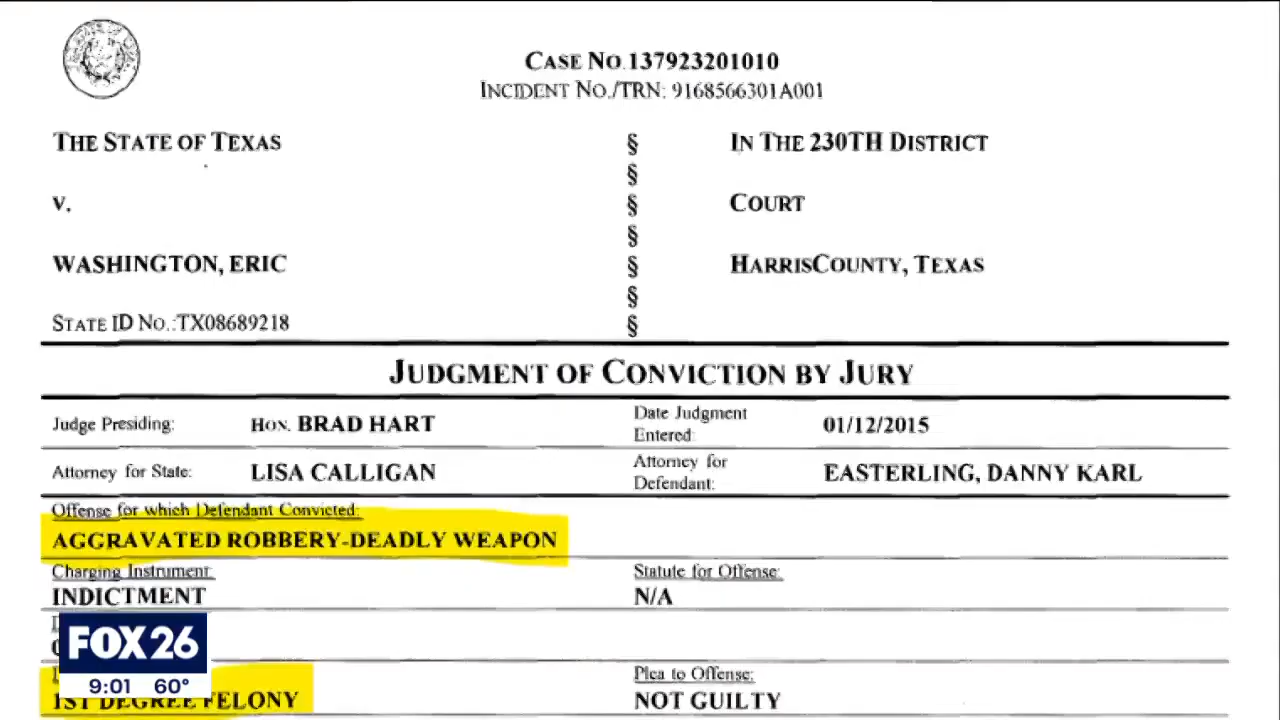 CASE NO. 137923201010
INCIDENT NO./TRN: 9168566301A001
THE STATE OF TEXAS § IN THE 230TH DISTRICT
§
V. § COURT
§
WASHINGTON, ERIC § HARRISCOUNTY, TEXAS
§
STATE ID NO.:TX08689218 §
JUDGMENT OF CONVICTION BY JURY
Judge Presiding: HON. BRAD HART Date Judgment Entered: 01/12/2015
Attorney for State: LISA CALLIGAN Attorney for Defendant: EASTERLING, DANNY KARL
Offense for which Defendant Convicted:
AGGRAVATED ROBBERY-DEADLY WEAPON
Charging Instrument: Statute for Offense:
INDICTMENT N/A
Plea to Offense:
1ST DEGREE FELONY NOT GUILTY
FOX 26
9:01 60°